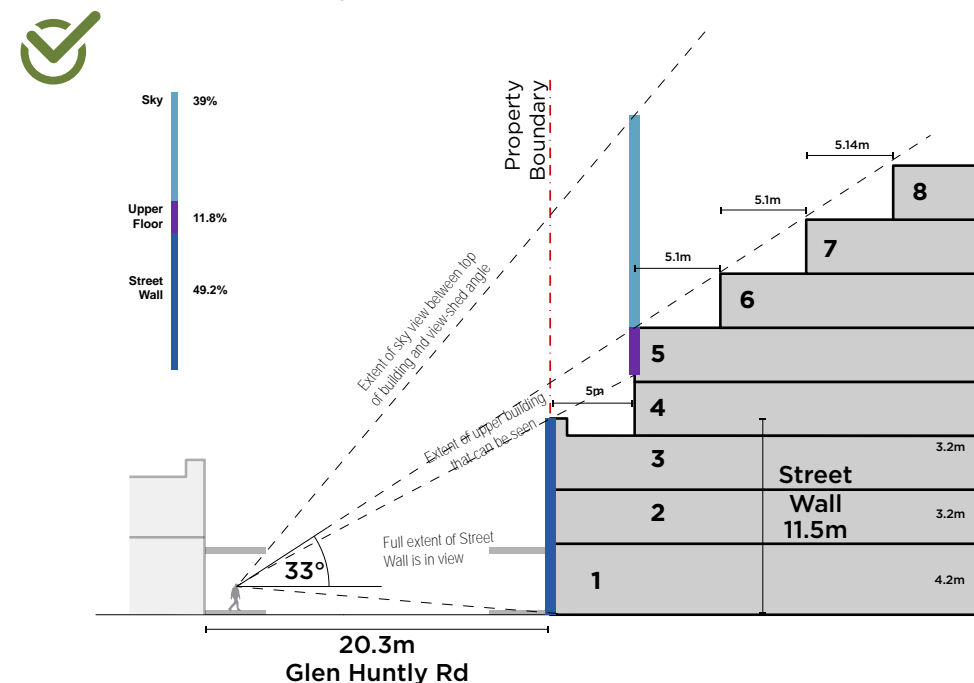 Sky 39%
Upper
Floor 11.8%
Street
Wall 49.2%
Property
Boundary
Extent of sky view between top
of building and view-shed angle
Extent of upper building
that can be seen
Full extent of Street
Wall is in view
33°
5.14m
5.1m
5.1m
5m
8
7
6
5
4
3
2
1
3.2m
3.2m
4.2m
Street
Wall
11.5m
20.3m
Glen Huntly Rd